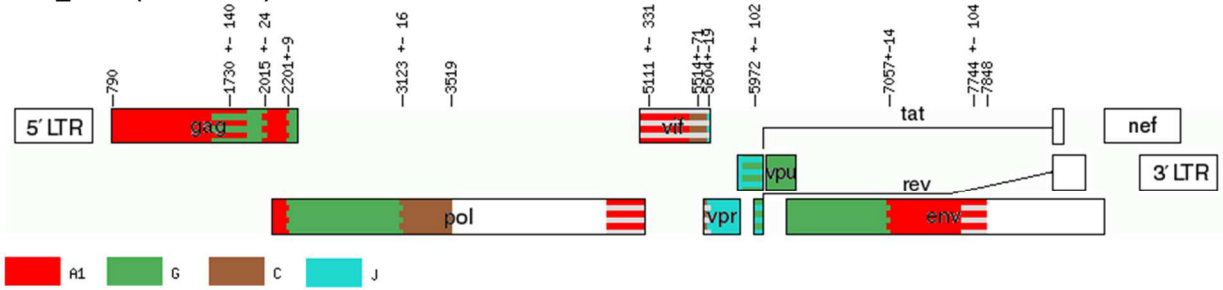 790
1730 +- 140
2015 +- 24
2201+-9
3123 +- 16
3519
5111 +- 331
5514+-71
5604+-19
5972 +- 102
7057+-14
7744 +- 104
7848
5' LTR
gag
vif
tat
nef
vpu
rev
3' LTR
pol
vpr
env
A1
G
C
J